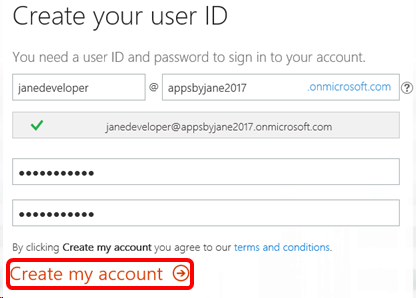 Create your user ID
You need a user ID and password to sign in to your account.
janedeveloper @ appsbyjane2017 .onmicrosoft.com ?
janedeveloper@appsbyjane2017.onmicrosoft.com
●●●●●●●●●●●
●●●●●●●●●●●
By clicking Create my account you agree to our terms and conditions.
Create my account